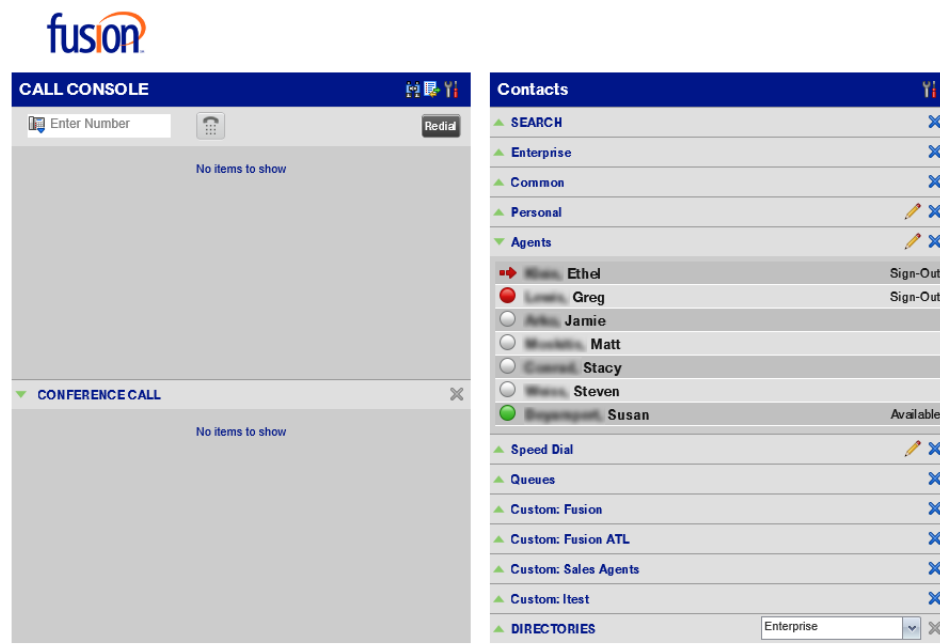 fusion
CALL CONSOLE
Enter Number
Redial
No items to show
CONFERENCE CALL
No items to show
Contacts
SEARCH
Enterprise
Common
Personal
Agents
Ethel Sign-Out
Greg Sign-Out
Jamie
Matt
Stacy
Steven
Susan Available
Speed Dial
Queues
Custom: Fusion
Custom: Fusion ATL
Custom: Sales Agents
Custom: ltest
DIRECTORIES Enterprise